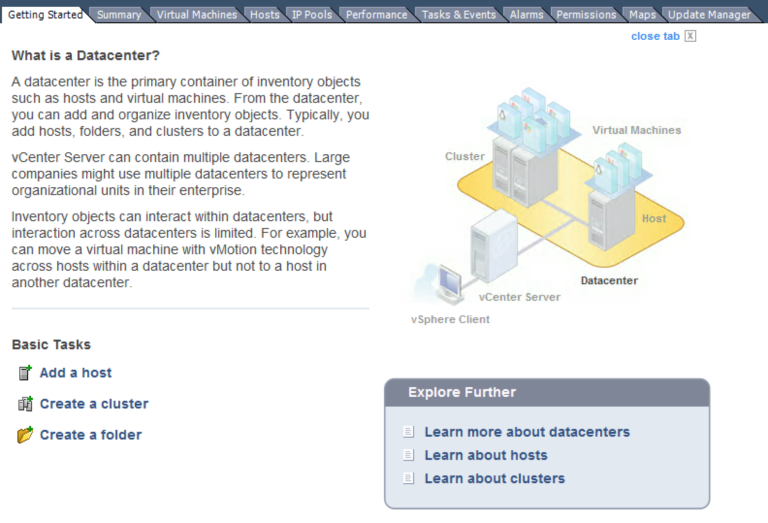 Getting Started Summary Virtual Machines Hosts IP Pools Performance Tasks & Events Alarms Permissions Maps Update Manager
close tab X
What is a Datacenter?
A datacenter is the primary container of inventory objects
such as hosts and virtual machines. From the datacenter,
you can add and organize inventory objects. Typically, you
add hosts, folders, and clusters to a datacenter.
vCenter Server can contain multiple datacenters. Large
companies might use multiple datacenters to represent
organizational units in their enterprise.
Inventory objects can interact within datacenters, but
interaction across datacenters is limited. For example, you
can move a virtual machine with vMotion technology
across hosts within a datacenter but not to a host in
another datacenter.
Virtual Machines
Cluster
Host
Datacenter
vCenter Server
vSphere Client
Basic Tasks
Add a host
Create a cluster
Create a folder
Explore Further
Learn more about datacenters
Learn about hosts
Learn about clusters